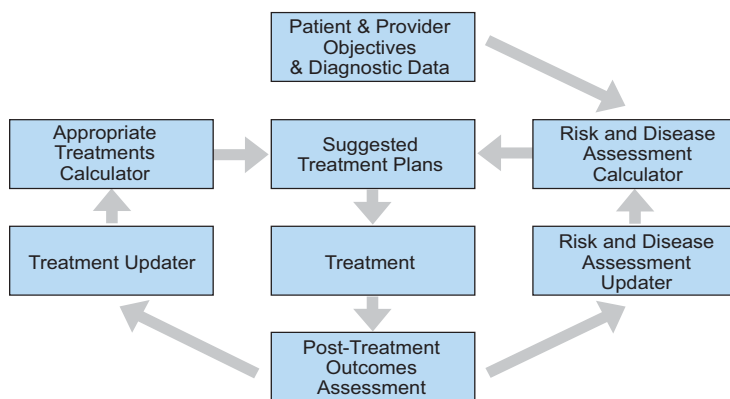 Patient & Provider
Objectives
& Diagnostic Data
Appropriate
Treatments
Calculator
Suggested
Treatment Plans
Risk and Disease
Assessment
Calculator
Treatment Updater
Treatment
Risk and Disease
Assessment
Updater
Post-Treatment
Outcomes
Assessment